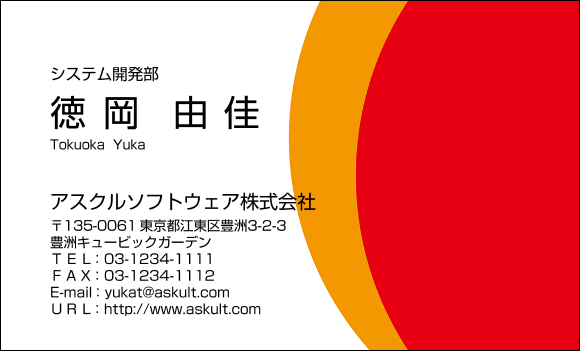 システム開発部
徳岡 由佳
Tokuoka Yuka
アスクルソフトウェア株式会社
〒135-0061 東京都江東区豊洲3-2-3
豊洲キュービックガーデン
ＴＥＬ：03-1234-1111
ＦＡＸ：03-1234-1112
E-mail：yukat@askult.com
ＵＲＬ：http://www.askult.com